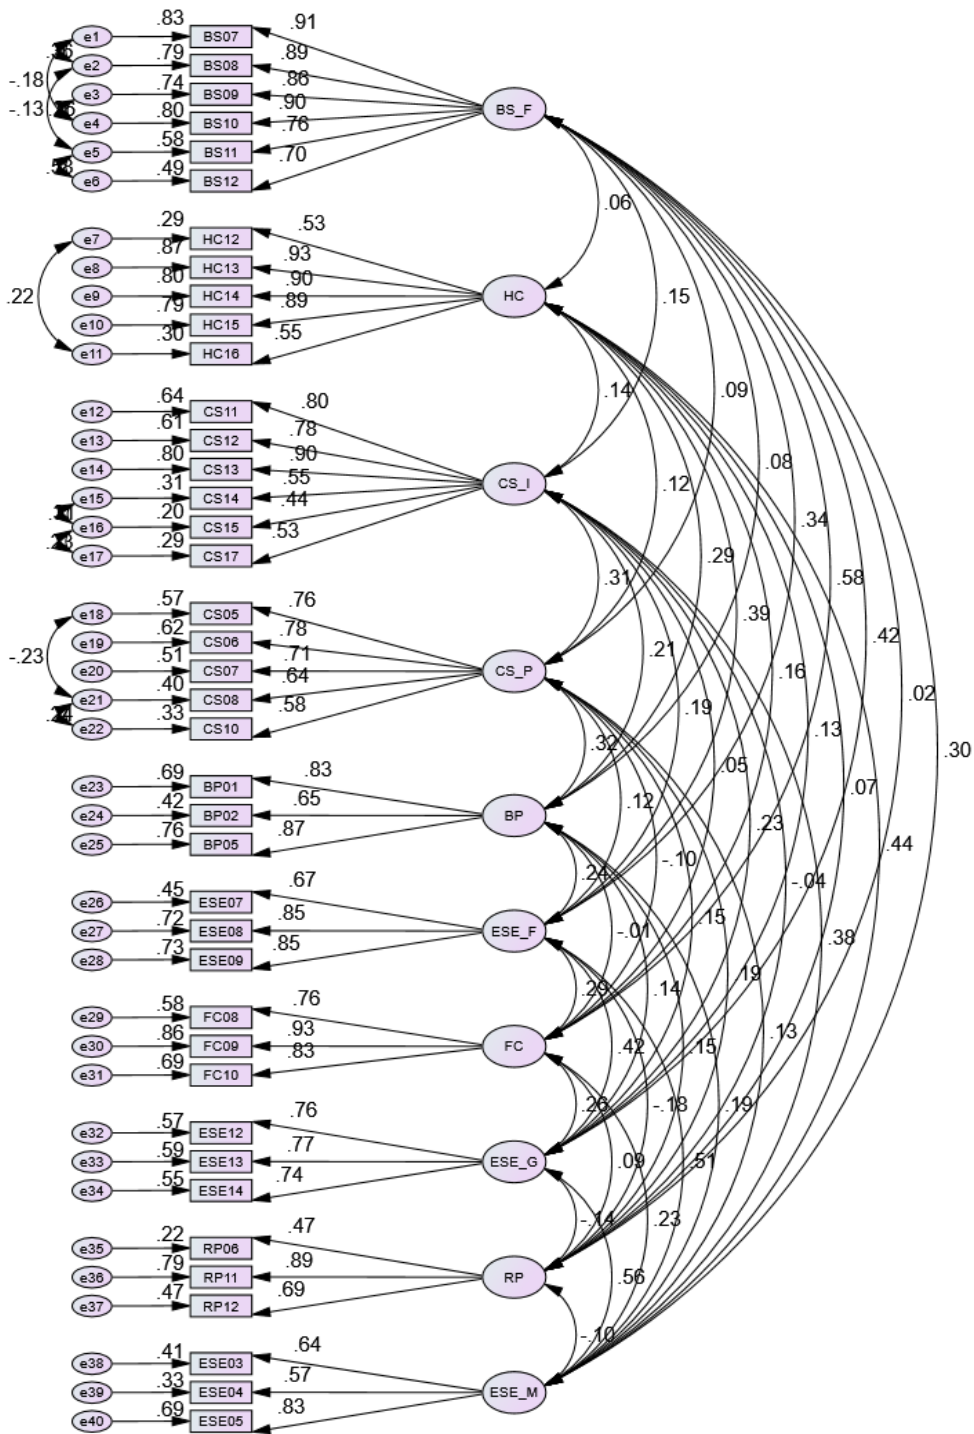 .83 .91
e1 BS07
.79 .89
e2 BS08
-.18
.74 .86
e3 BS09
-.13
.80 .90
e4 BS10
BS_F
.58 .76
e5 BS11
.49 .70
e6 BS12
.06
.29 .53
e7 HC12
.87 .93
e8 HC13
.80 .90
e9 HC14
HC
.22
.15
.79 .89
e10 HC15
.30 .55
e11 HC16
.14 .09
.64 .80
e12 CS11
.61 .78
e13 CS12
.80 .90
e14 CS13
.08
.31 .55
e15 CS14
CS_I .12
.20 .44
e16 CS15
.34
.29 .53
e17 CS17
.29
.31 .58
.57 .76
e18 CS05
.39
.62 .78
e19 CS06
.21 .42
-.23
.51 .71
e20 CS07
CS_P .16
.40 .64
e21 CS08
.19 .02
.33 .58
e22 CS10
.32 .13
.30
.05
.69 .83
e23 BP01
.07
.42 .65
e24 BP02
BP .12
.76 .87
e25 BP05
.23 .44
-.10
.24 -.04
.45 .67
e26 ESE07
.72 .85
e27 ESE08
ESE_F -.01 .15
.73 .85
e28 ESE09
.38
.19
.29 .14
.58 .76
e29 FC08
.86 .93
e30 FC09
FC .42 .15 .13
.69 .83
e31 FC10
.26 -.18 .19
.57 .76
e32 ESE12
.59 .77
e33 ESE13
ESE_G .09 .51
.55 .74
e34 ESE14
-.14 .23
.22 .47
e35 RP06
.79 .89
e36 RP11
RP .56
.47 .69
e37 RP12
-.10
.41 .64
e38 ESE03
.33 .57
e39 ESE04
ESE_M
.69 .83
e40 ESE05